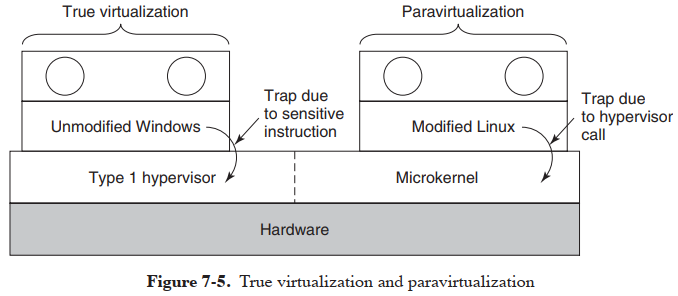 True virtualization
Paravirtualization
Trap due
to sensitive
instruction
Trap due
to hypervisor
call
Unmodified Windows
Modified Linux
Type 1 hypervisor
Microkernel
Hardware
Figure 7-5. True virtualization and paravirtualization